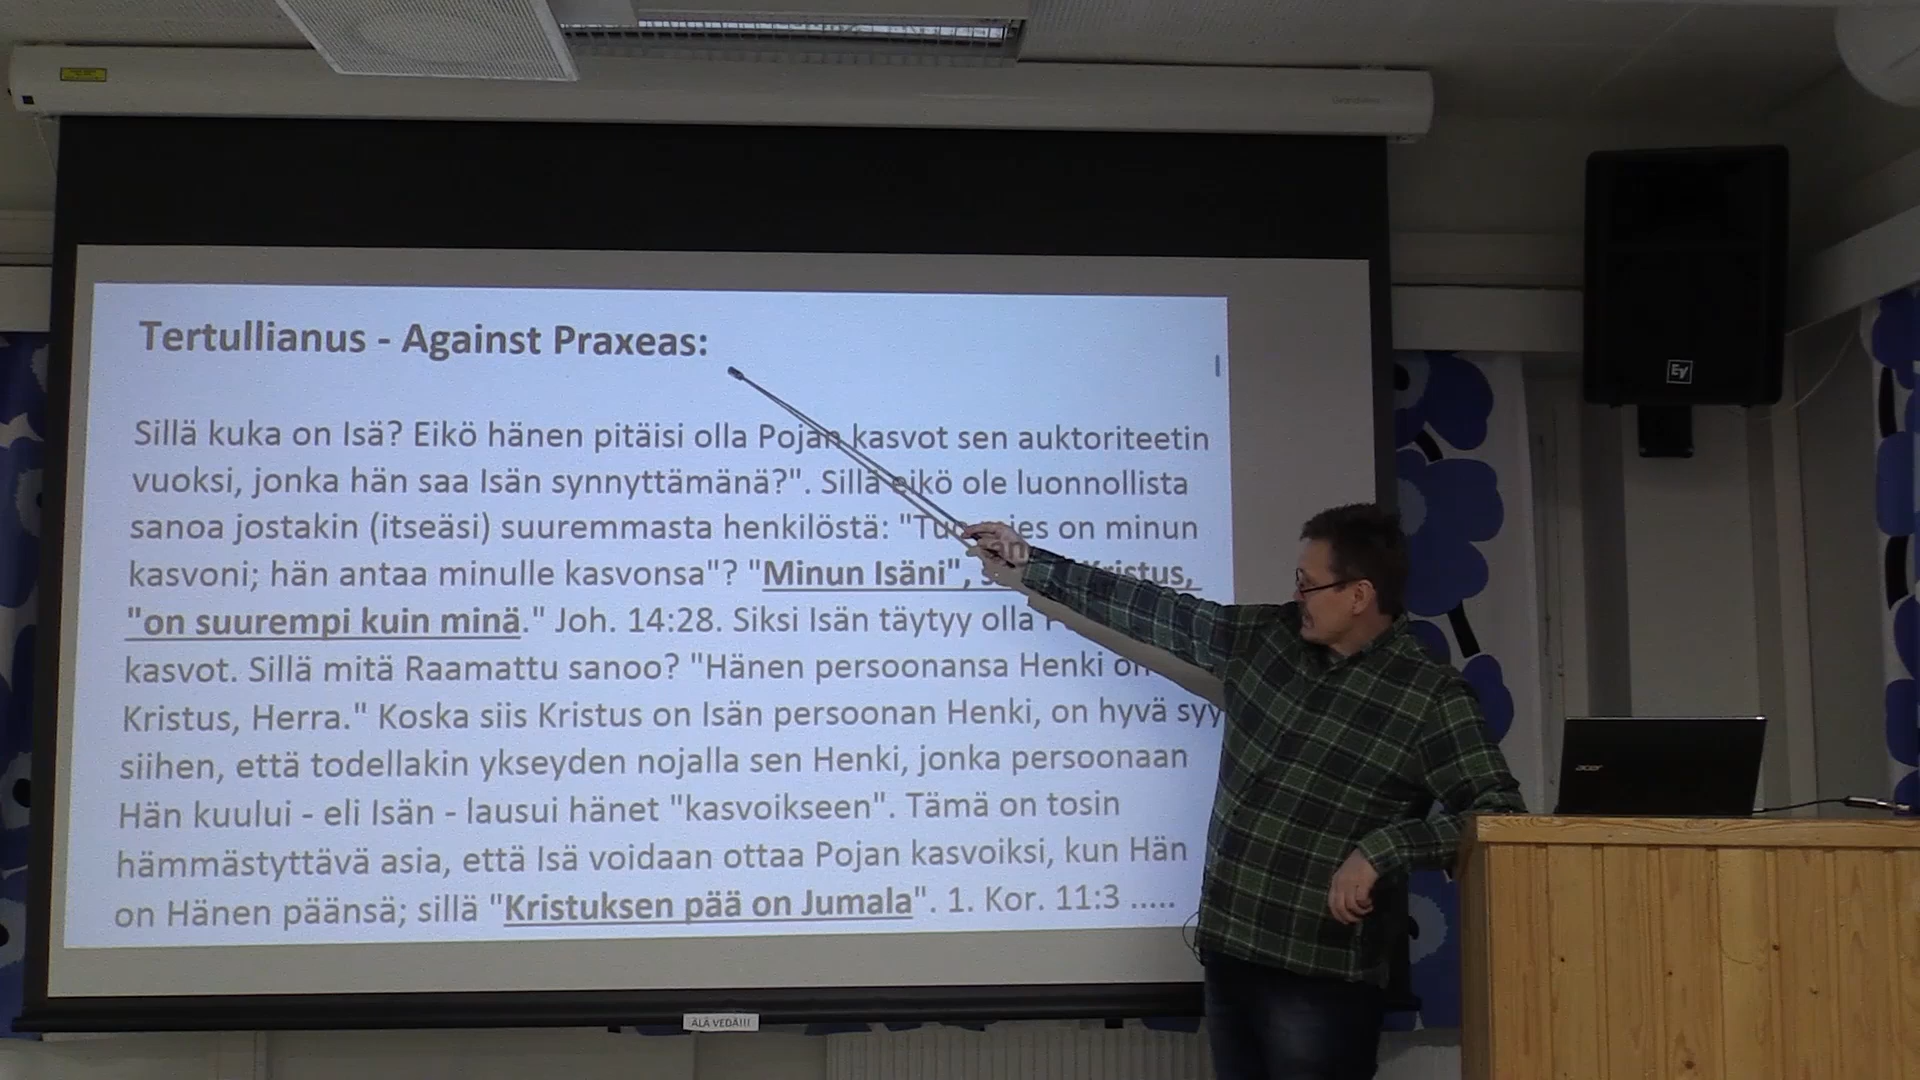 Tertullianus - Against Praxeas:
Sillä kuka on Isä? Eikö hänen pitäisi olla Pojan kasvot sen auktoriteetin
vuoksi, jonka hän saa Isän synnyttämänä?". Sillä eikö ole luonnollista
sanoa jostakin (itseäsi) suuremmasta henkilöstä: "Tuo mies on minun
kasvoni; hän antaa minulle kasvonsa"? "Minun Isäni", Kristus,
"on suurempi kuin minä." Joh. 14:28. Siksi Isän täytyy olla
kasvot. Sillä mitä Raamattu sanoo? "Hänen persoonansa Henki on
Kristus, Herra." Koska siis Kristus on Isän persoonan Henki, on hyvä syy
siihen, että todellakin ykseyden nojalla sen Henki, jonka persoonaan
Hän kuului - eli Isän - lausui hänet "kasvoikseen". Tämä on tosin
hämmästyttävä asia, että Isä voidaan ottaa Pojan kasvoiksi, kun Hän
on Hänen päänsä; sillä "Kristuksen pää on Jumala". 1. Kor. 11:3 .....
ÄLÄ VEDÄ!!!
EV
acer